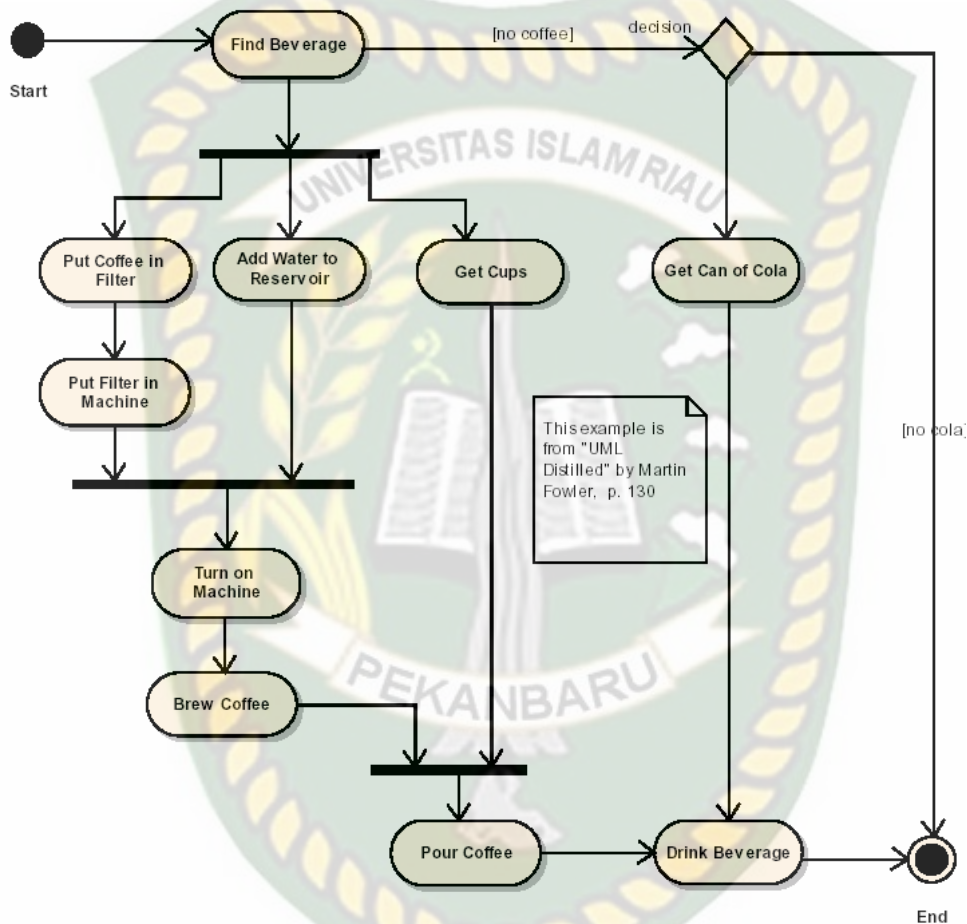 Find Beverage
[no coffee]
decision
Start
UNIVERSITAS ISLAM RIAU
Put Coffee in
Filter
Add Water to
Reservoir
Get Cups
Get Can of Cola
Put Filter in
Machine
This example is
from "UML
Distilled" by Martin
Fowler, p. 130
[no cola]
Turn on
Machine
PEKANBARU
Brew Coffee
Pour Coffee
Drink Beverage
End